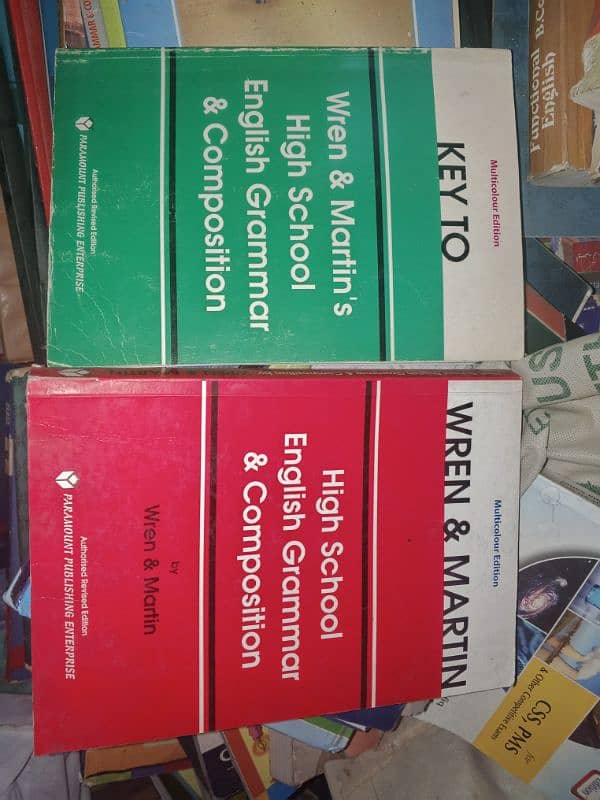 Multicolour Edition
KEY TO
Wren & Martin's
High School
English Grammar
& Composition
Authorised Revised Edition
PARAMOUNT PUBLISHING ENTERPRISE
Multicolour Edition
WREN & MARTIN
High School
English Grammar
& Composition
by
Wren & Martin
Authorised Revised Edition
PARAMOUNT PUBLISHING ENTERPRISE
Functional
English
B.Co
for
CSS, PMS
& Other Competitive Exams